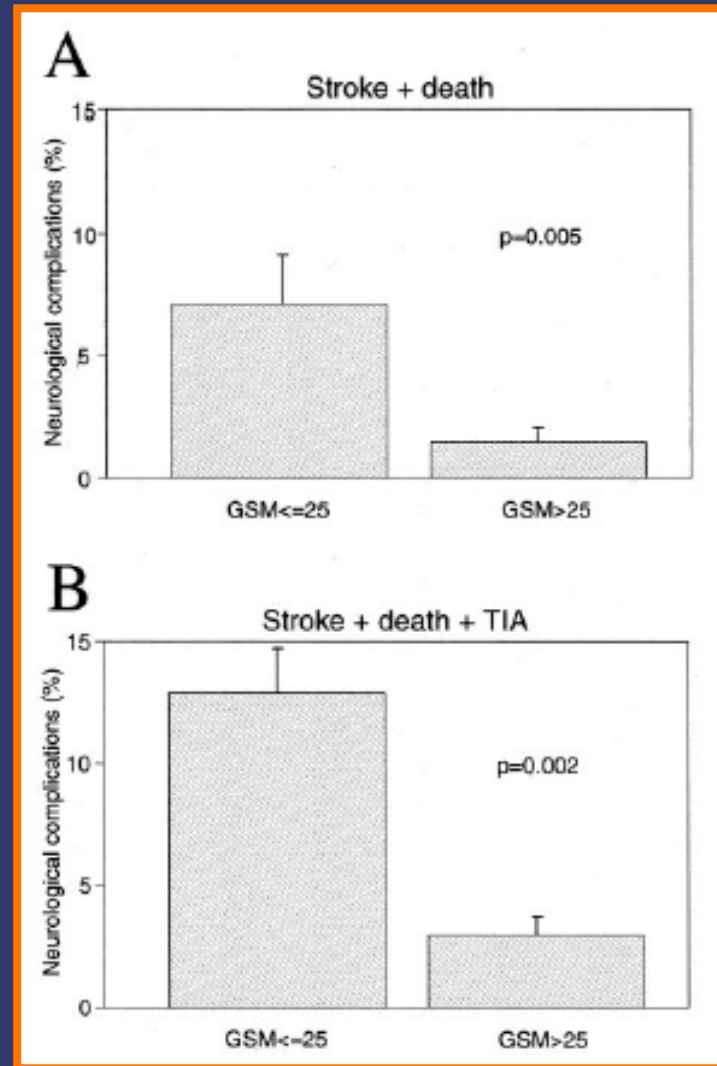 A
Stroke + death
Neurological complications (%)
15
10
5
0
p=0.005
GSM<=25
GSM>25
B
Stroke + death + TIA
Neurological complications (%)
15
10
5
0
p=0.002
GSM<=25
GSM>25